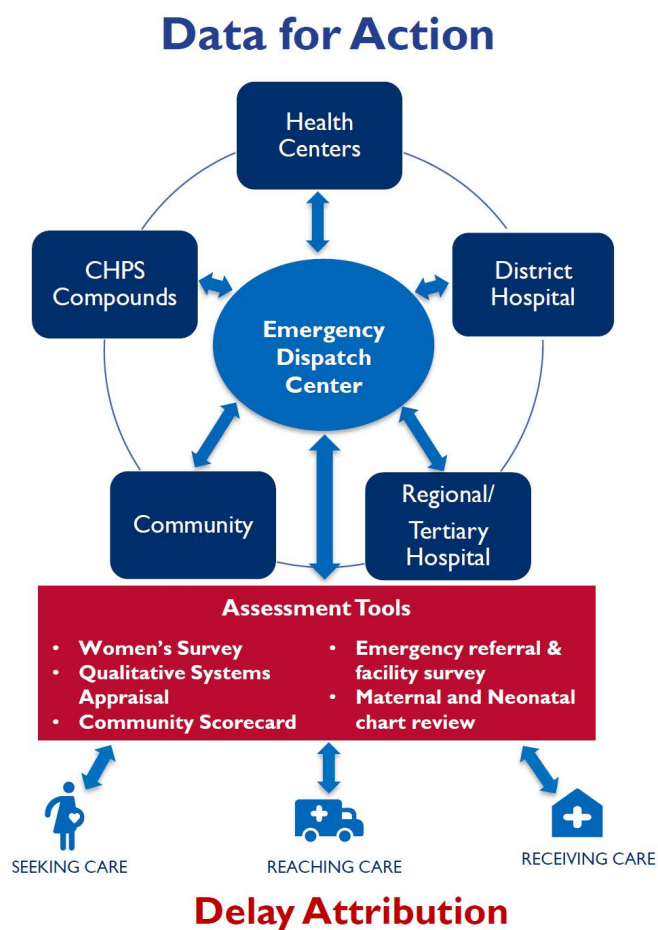 Data for Action
Health
Centers
CHPS
Compounds
District
Hospital
Emergency
Dispatch
Center
Community
Regional/
Tertiary
Hospital
Assessment Tools
• Women's Survey
• Qualitative Systems
Appraisal
• Community Scorecard
• Emergency referral &
facility survey
• Maternal and Neonatal
chart review
SEEKING CARE
REACHING CARE
RECEIVING CARE
Delay Attribution